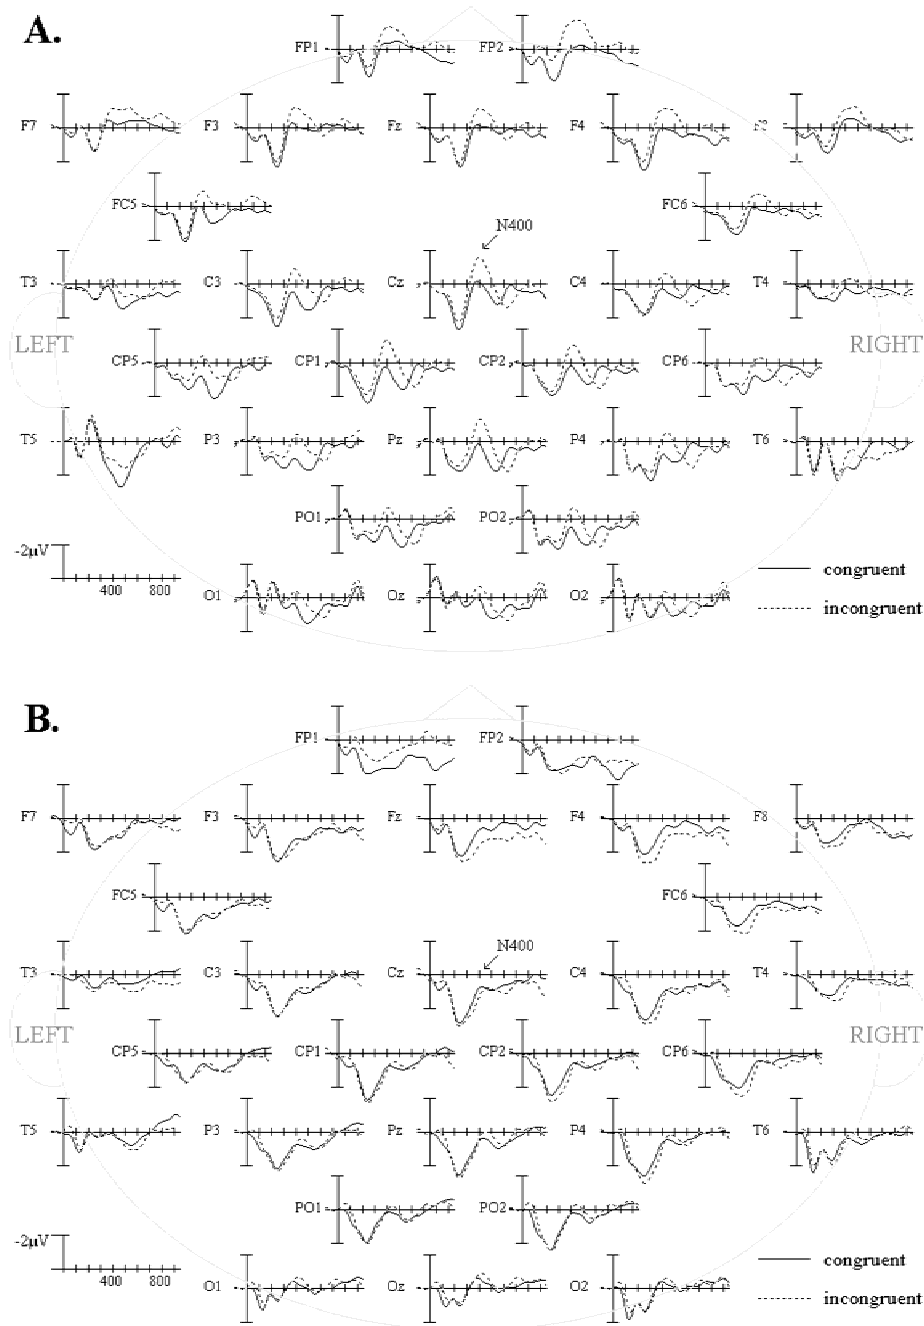 A.
FP1 FP2
F7 F3 Fz F4 F8
FC5 FC6
N400
T3 C3 Cz C4 T4
LEFT RIGHT
CP5 CP1 CP2 CP6
T5 P3 Pz P4 T6
PO1 PO2
-2µV
congruent
400 800
O1 Oz O2
incongruent
B.
FP1 FP2
F7 F3 Fz F4 F8
FC5 FC6
N400
T3 C3 Cz C4 T4
LEFT RIGHT
CP5 CP1 CP2 CP6
T5 P3 Pz P4 T6
PO1 PO2
-2µV
congruent
400 800
O1 Oz O2
incongruent